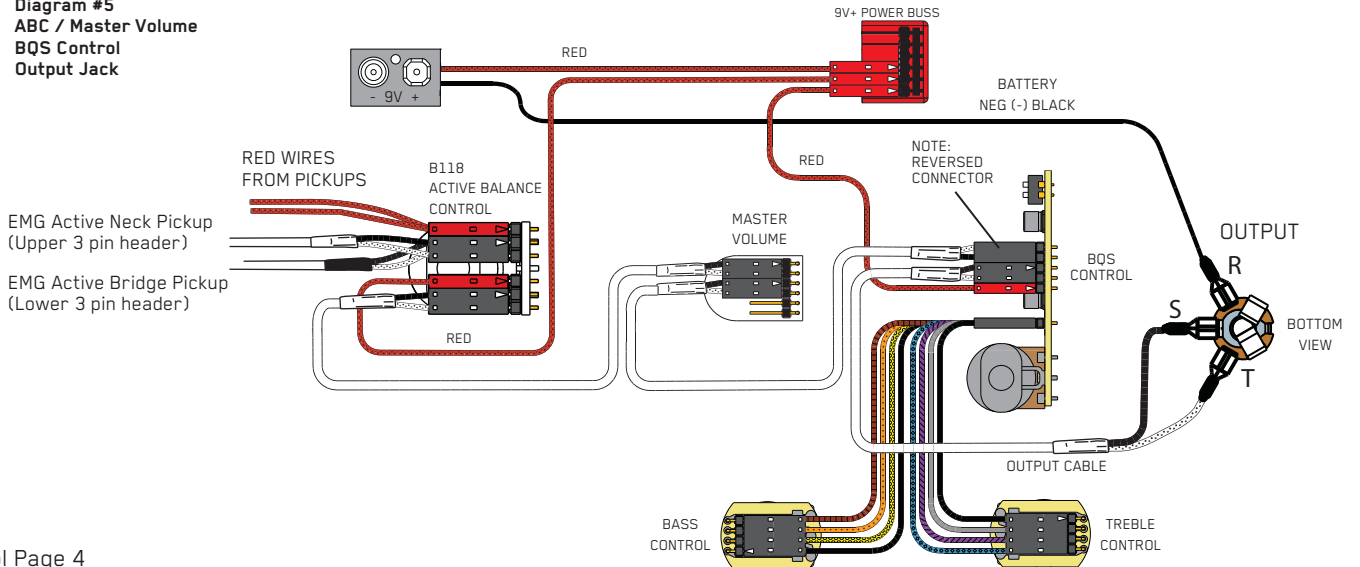 Diagram #5
ABC / Master Volume
BQS Control
Output Jack
9V+ POWER BUSS
RED
- 9V +
BATTERY
NEG (-) BLACK
RED WIRES
FROM PICKUPS
B118
ACTIVE BALANCE
CONTROL
RED
NOTE:
REVERSED
CONNECTOR
EMG Active Neck Pickup
(Upper 3 pin header)
MASTER
VOLUME
OUTPUT
BQS
CONTROL
R
EMG Active Bridge Pickup
(Lower 3 pin header)
S
BOTTOM
VIEW
RED
T
OUTPUT CABLE
BASS
CONTROL
TREBLE
CONTROL
l Page 4